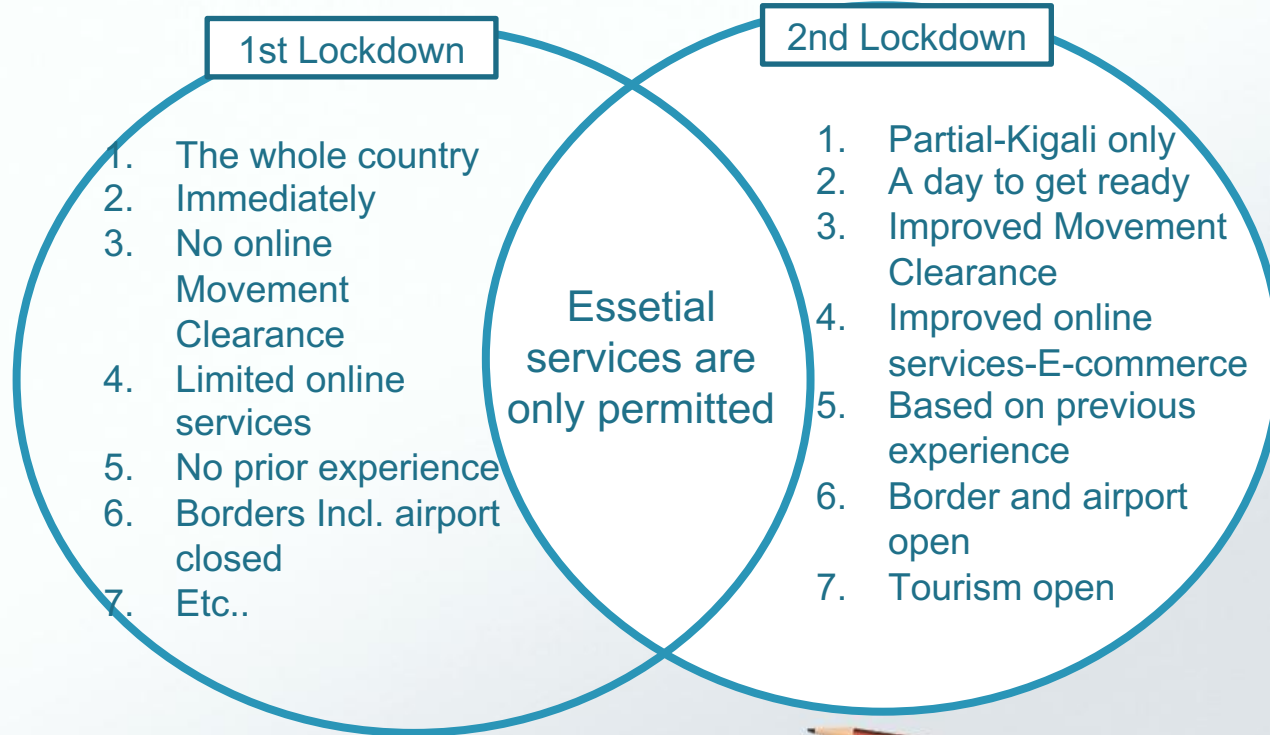 1st Lockdown
1. The whole country
2. Immediately
3. No online
Movement
Clearance
4. Limited online
services
5. No prior experience
6. Borders Incl. airport
closed
7. Etc..
Essetial
services are
only permitted
2nd Lockdown
1. Partial-Kigali only
2. A day to get ready
3. Improved Movement
Clearance
4. Improved online
services-E-commerce
5. Based on previous
experience
6. Border and airport
open
7. Tourism open